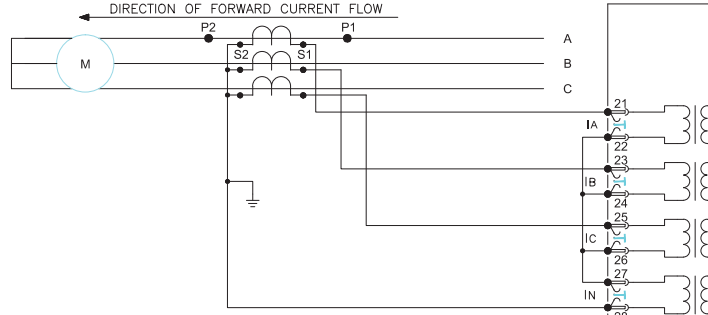 DIRECTION OF FORWARD CURRENT FLOW
P2
P1
A
S2
S1
B
M
C
21
IA
22
23
IB
24
25
IC
26
27
IN